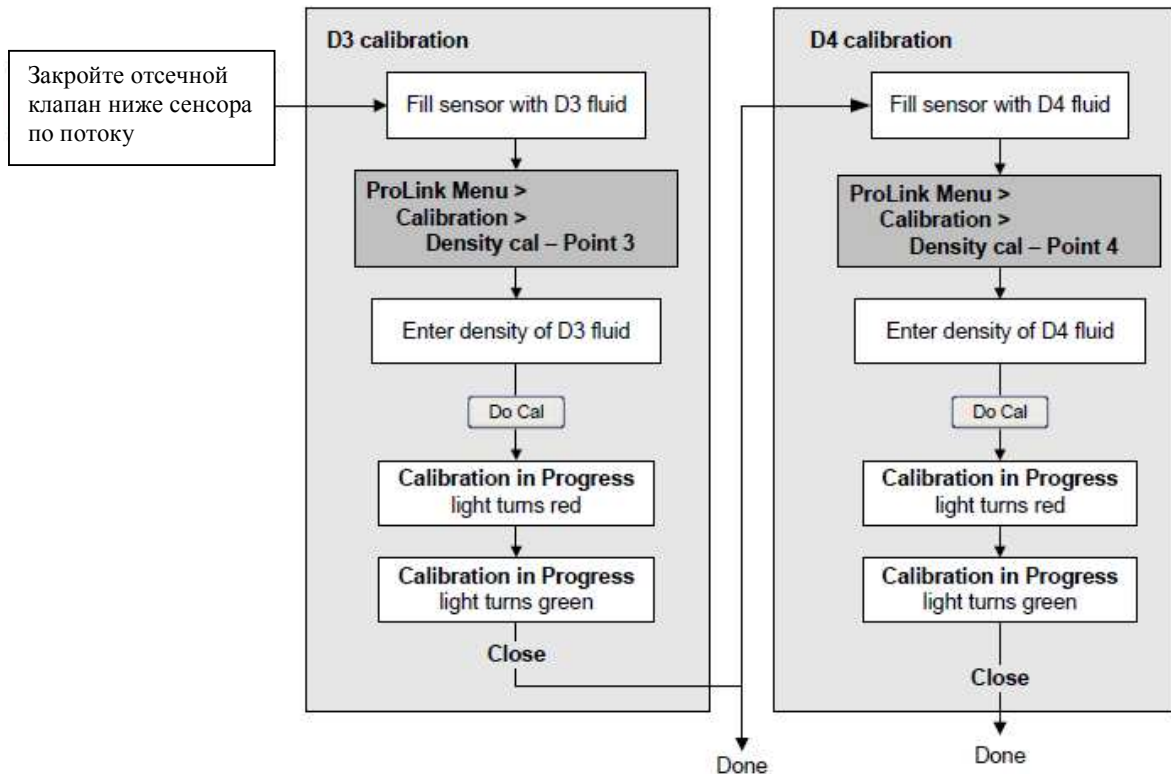 Закройте отсечной
клапан ниже сенсора
по потоку
D3 calibration
Fill sensor with D3 fluid
ProLink Menu >
Calibration >
Density cal – Point 3
Enter density of D3 fluid
Do Cal
Calibration in Progress
light turns red
Calibration in Progress
light turns green
Close
Done
D4 calibration
Fill sensor with D4 fluid
ProLink Menu >
Calibration >
Density cal – Point 4
Enter density of D4 fluid
Do Cal
Calibration in Progress
light turns red
Calibration in Progress
light turns green
Close
Done